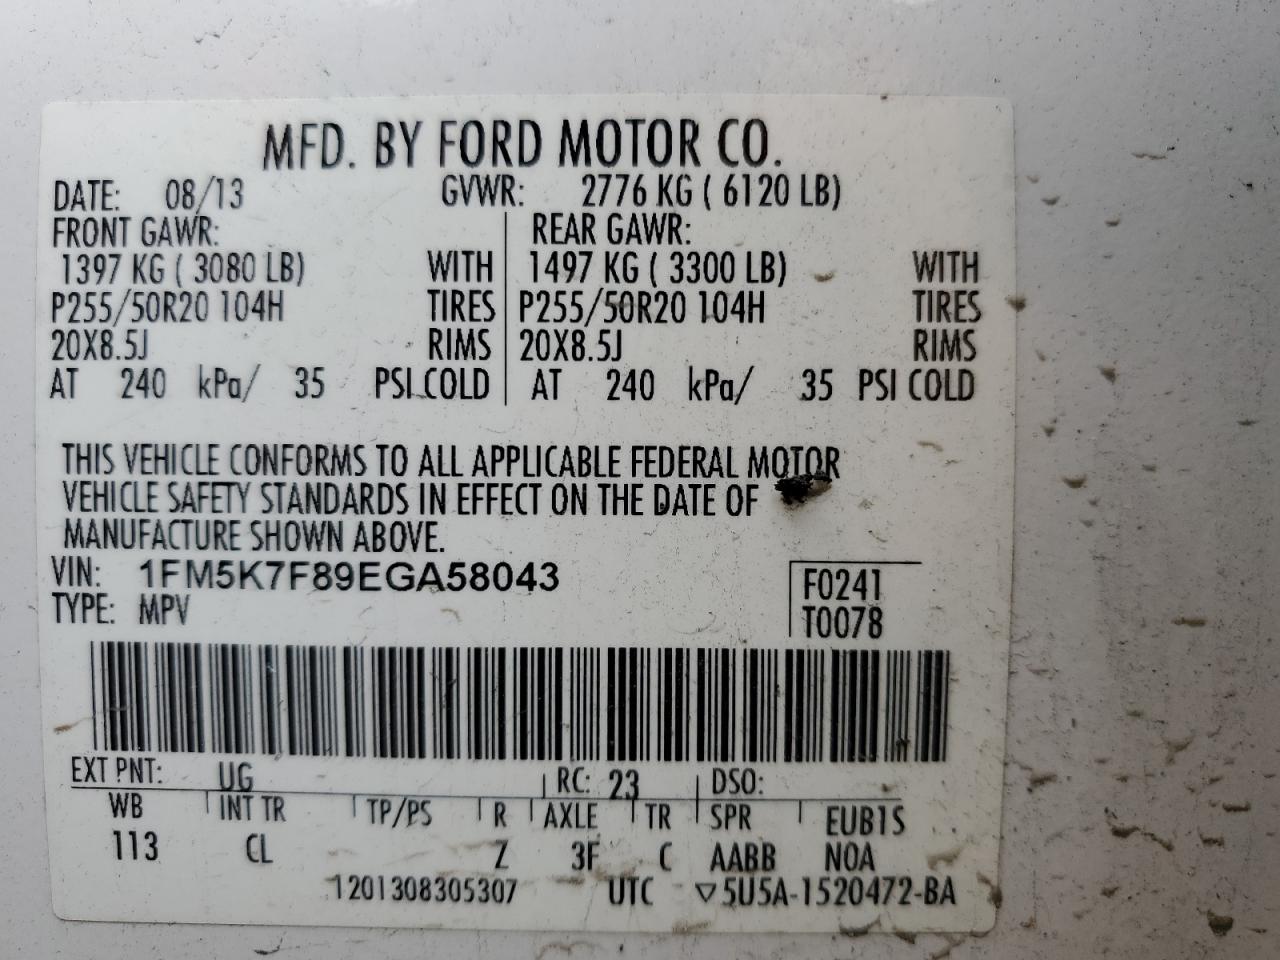 MFD. BY FORD MOTOR CO.
DATE: 08/13 GVWR: 2776 KG ( 6120 LB)
FRONT GAWR: REAR GAWR:
1397 KG ( 3080 LB) WITH 1497 KG ( 3300 LB) WITH
P255/50R20 104H TIRES P255/50R20 104H TIRES
20X8.5J RIMS 20X8.5J RIMS
AT 240 kPa/ 35 PSI COLD AT 240 kPa/ 35 PSI COLD
THIS VEHICLE CONFORMS TO ALL APPLICABLE FEDERAL MOTOR
VEHICLE SAFETY STANDARDS IN EFFECT ON THE DATE OF
MANUFACTURE SHOWN ABOVE.
VIN: 1FM5K7F89EGA58043 F0241
TYPE: MPV T0078
EXT PNT: UG RC: 23 DSO:
WB INT TR TP/PS R AXLE TR SPR EUB1S
113 CL Z 3F C AABB NOA
1201308305307 UTC ▽5U5A-1520472-BA